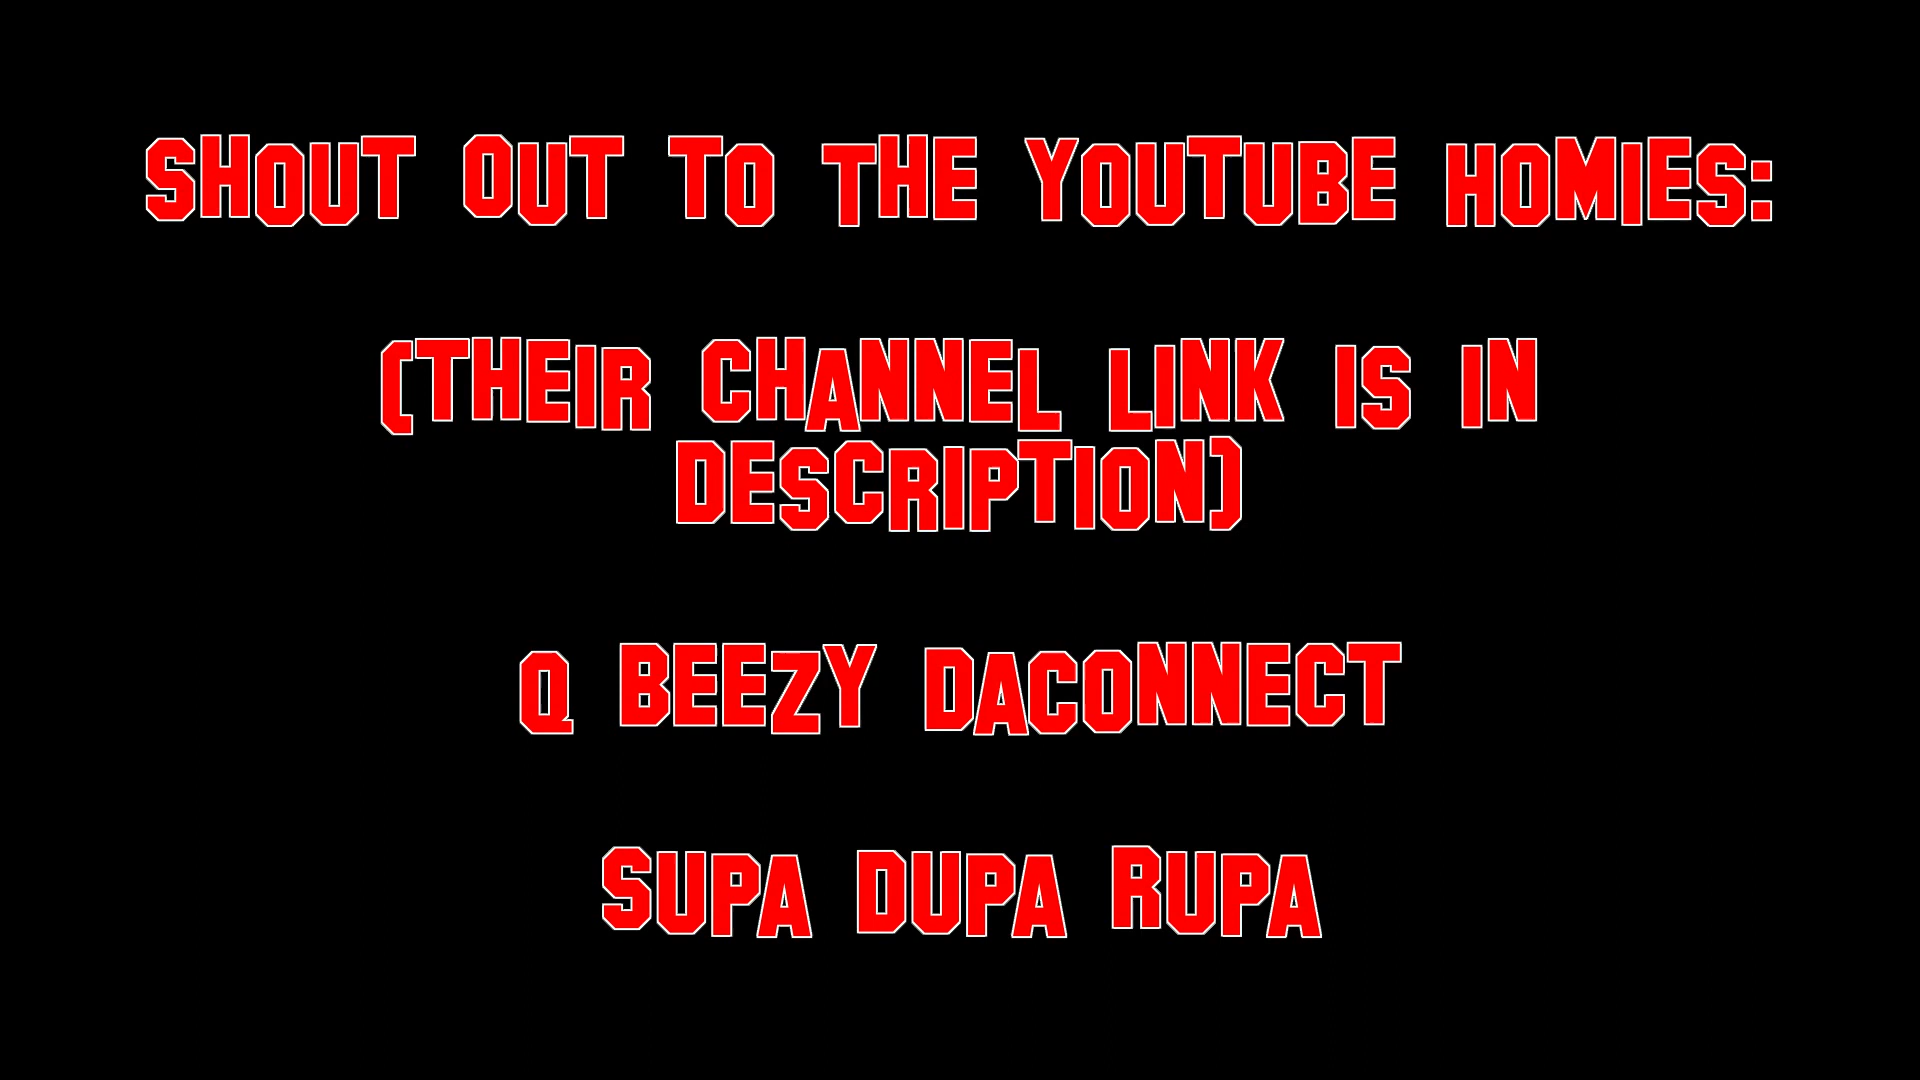 SHOUT OUT TO THE YOUTUBE HOMIES:
(THEIR CHANNEL LINK IS IN
DESCRIPTION)
Q BEEZY DACONNECT
SUPA DUPA RUPA